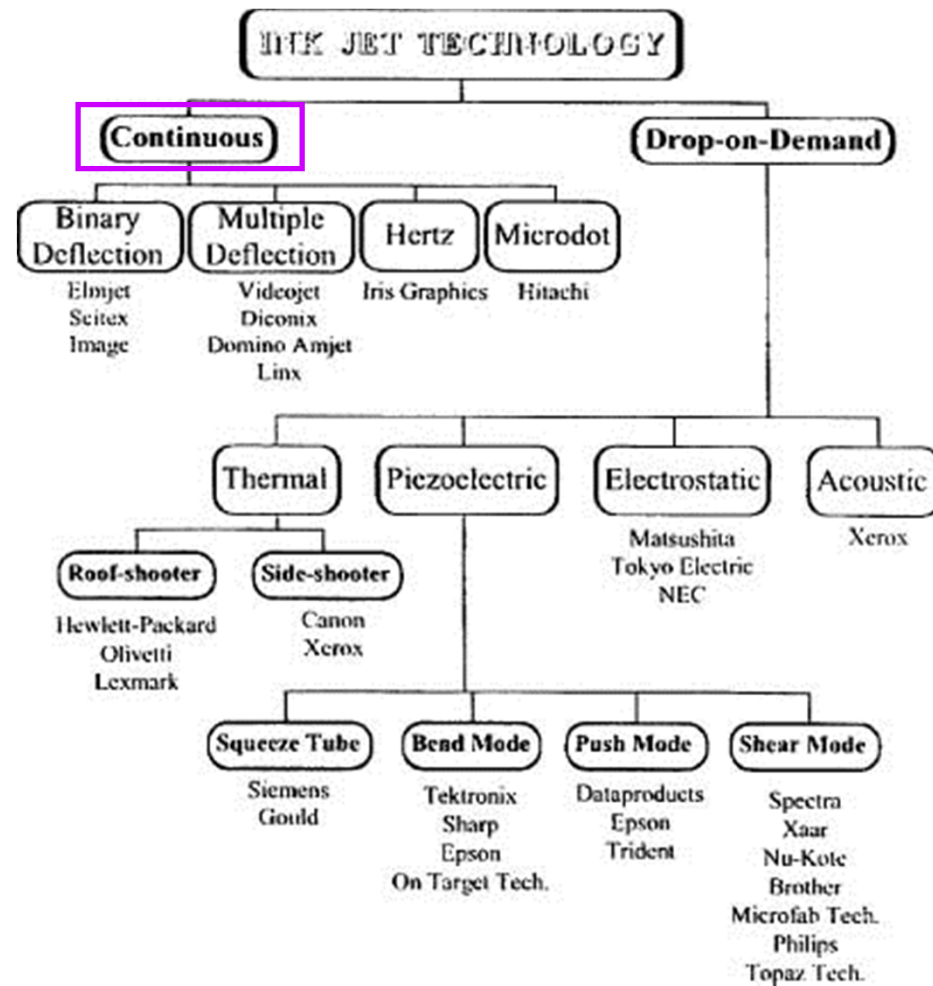 INK JET TECHNOLOGY
Continuous
Drop-on-Demand
Binary
Deflection
Multiple
Deflection
Hertz
Microdot
Elmjet
Scitex
Image
Videojet
Diconix
Domino Amjet
Linx
Iris Graphics
Hitachi
Thermal
Piezoelectric
Electrostatic
Acoustic
Matsushita
Tokyo Electric
NEC
Xerox
Roof-shooter
Side-shooter
Hewlett-Packard
Olivetti
Lexmark
Canon
Xerox
Squeeze Tube
Bend Mode
Push Mode
Shear Mode
Siemens
Gould
Tektronix
Sharp
Epson
On Target Tech.
Dataproducts
Epson
Trident
Spectra
Xaar
Nu-Kote
Brother
Microfab Tech.
Philips
Topaz Tech.